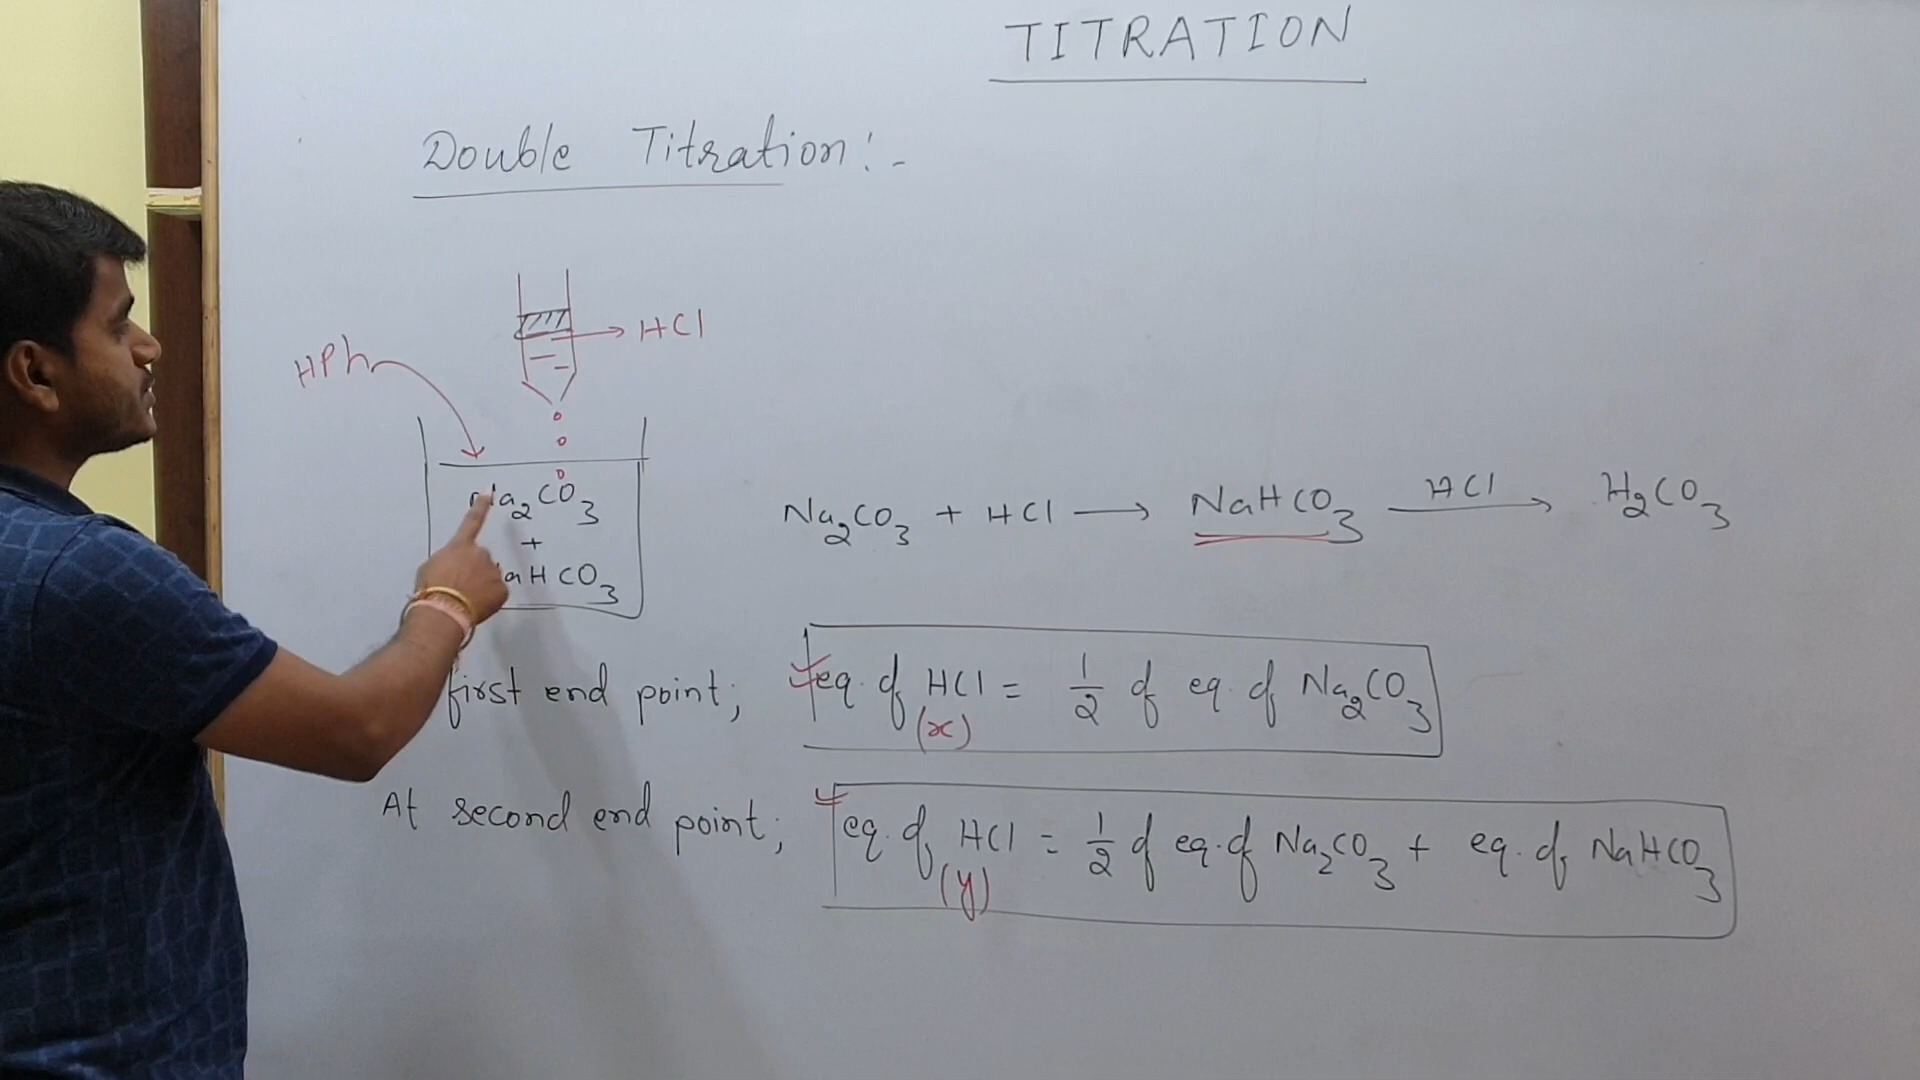 TITRATION
Double Titration:-
HCl
HPh
Na₂CO₃
+
NaHCO₃
Na₂CO₃ + HCl ⟶ NaHCO₃ —HCl→ H₂CO₃
first end point; eq. of HCl = 1/2 of eq. of Na₂CO₃
(x)
At second end point; eq. of HCl = 1/2 of eq. of Na₂CO₃ + eq. of NaHCO₃
(y)